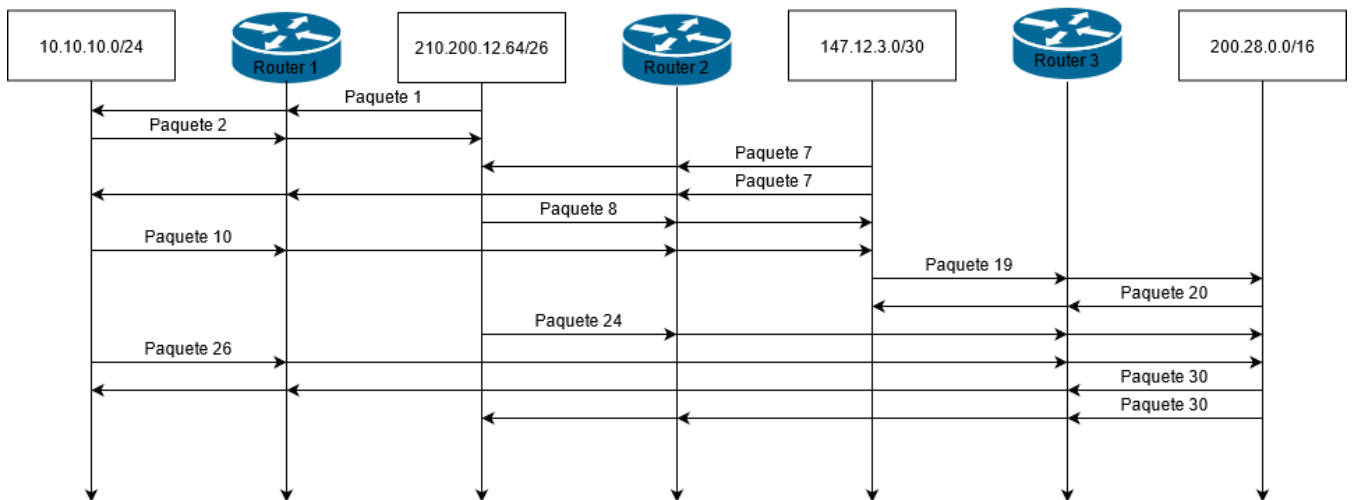 10.10.10.0/24
Router 1
210.200.12.64/26
Router 2
147.12.3.0/30
Router 3
200.28.0.0/16
Paquete 1
Paquete 2
Paquete 7
Paquete 7
Paquete 8
Paquete 10
Paquete 19
Paquete 20
Paquete 24
Paquete 26
Paquete 30
Paquete 30